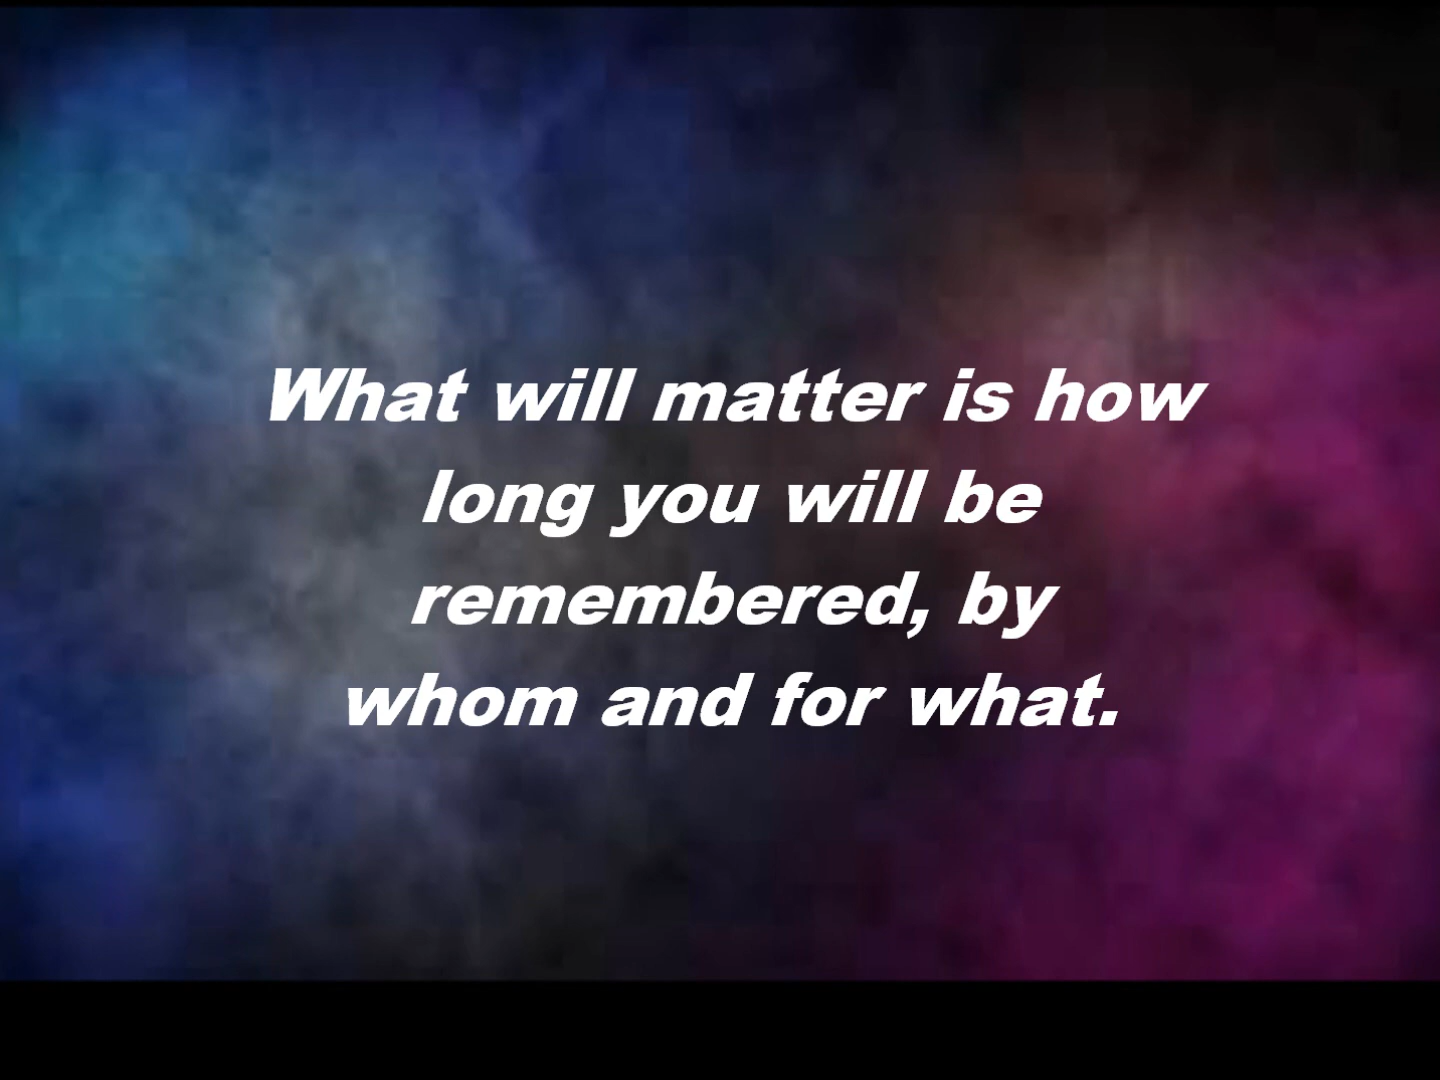 What will matter is how
long you will be
remembered, by
whom and for what.